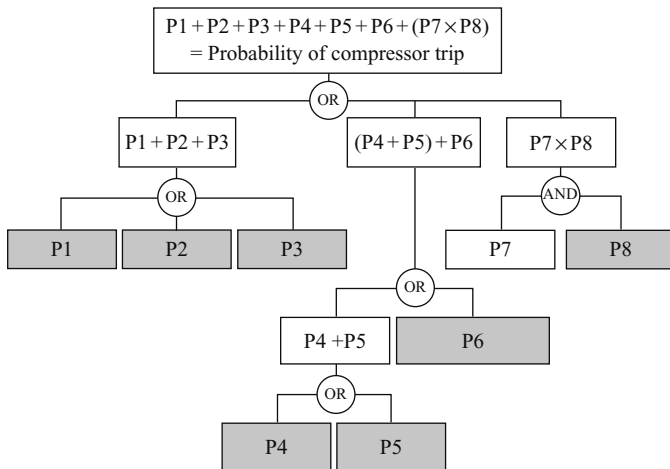 P1 + P2 + P3 + P4 + P5 + P6 + (P7 × P8)
= Probability of compressor trip
OR
P1 + P2 + P3
(P4 + P5) + P6
P7 × P8
OR
AND
P1
P2
P3
P7
P8
OR
P4 +P5
P6
OR
P4
P5